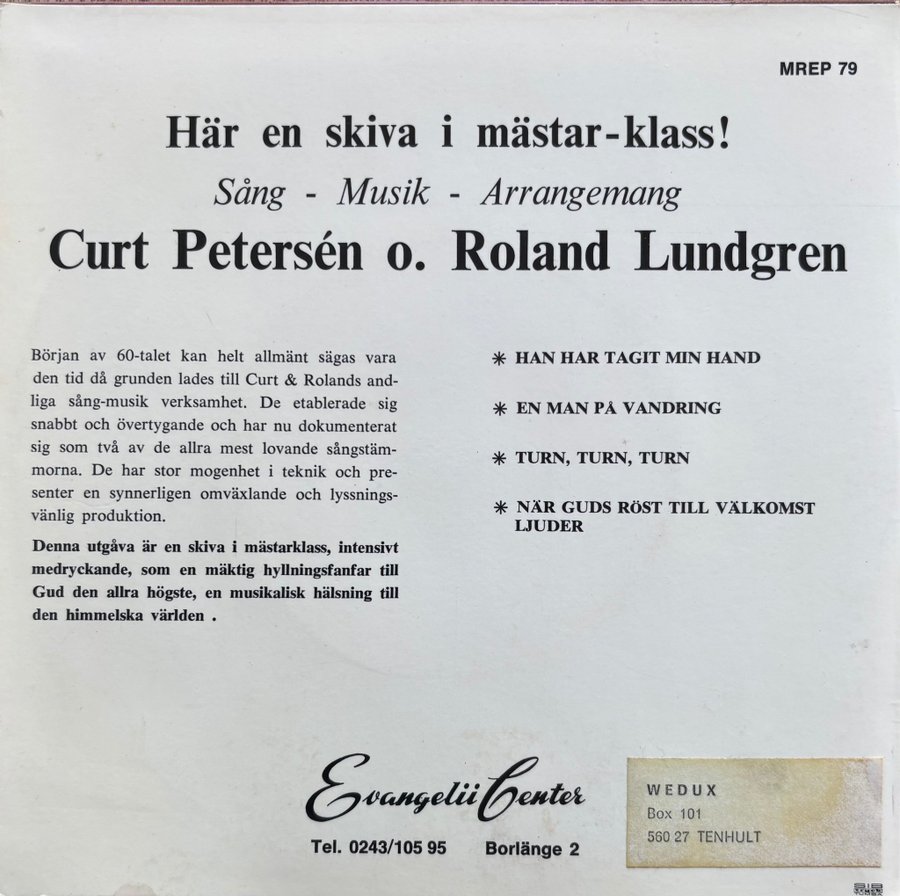 MREP 79
Här en skiva i mästar-klass!
Sång - Musik - Arrangemang
Curt Petersén o. Roland Lundgren
Början av 60-talet kan helt allmänt sägas vara
den tid då grunden lades till Curt & Rolands and-
liga sång-musik verksamhet. De etablerade sig
snabbt och övertygande och har nu dokumenterat
sig som två av de allra mest lovande sångstäm-
morna. De har stor mogenhet i teknik och pre-
senter en synnerligen omväxlande och lyssnings-
vänlig produktion.
Denna utgåva är en skiva i mästarklass, intensivt
medryckande, som en mäktig hyllningsfanfar till
Gud den allra högste, en musikalisk hälsning till
den himmelska världen .
* HAN HAR TAGIT MIN HAND
* EN MAN PÅ VANDRING
* TURN, TURN, TURN
* NÄR GUDS RÖST TILL VÄLKOMST
LJUDER
Evangelii Center
Tel. 0243/105 95 Borlänge 2
WEDUX
Box 101
560 27 TENHULT